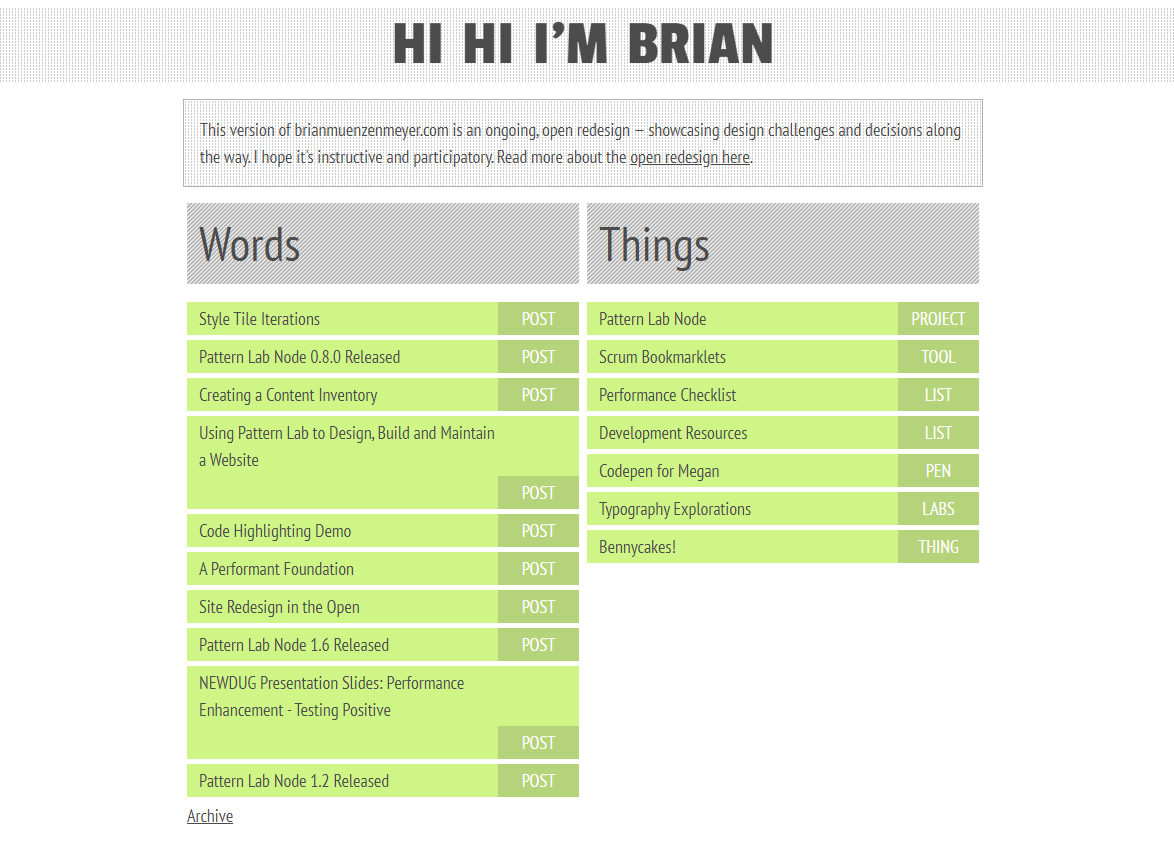 HI HI I'M BRIAN
This version of brianmuenzenmeyer.com is an ongoing, open redesign — showcasing design challenges and decisions along
the way. I hope it's instructive and participatory. Read more about the open redesign here.
Words
Style Tile Iterations POST
Pattern Lab Node 0.8.0 Released POST
Creating a Content Inventory POST
Using Pattern Lab to Design, Build and Maintain
a Website
POST
Code Highlighting Demo POST
A Performant Foundation POST
Site Redesign in the Open POST
Pattern Lab Node 1.6 Released POST
NEWDUG Presentation Slides: Performance
Enhancement - Testing Positive
POST
Pattern Lab Node 1.2 Released POST
Archive
Things
Pattern Lab Node PROJECT
Scrum Bookmarklets TOOL
Performance Checklist LIST
Development Resources LIST
Codepen for Megan PEN
Typography Explorations LABS
Bennycakes! THING